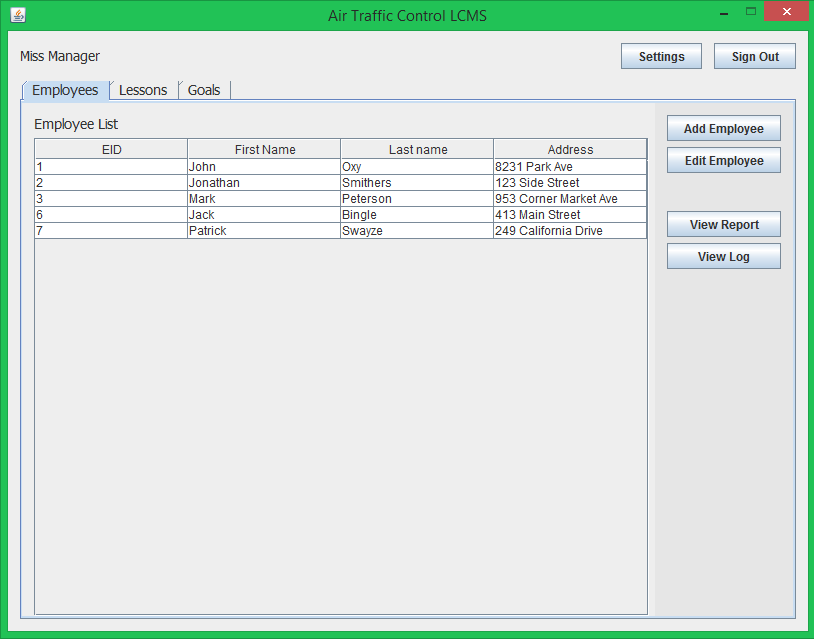 Air Traffic Control LCMS
Miss Manager
Settings Sign Out
Employees Lessons Goals
Employee List
EID First Name Last name Address
1 John Oxy 8231 Park Ave
2 Jonathan Smithers 123 Side Street
3 Mark Peterson 953 Corner Market Ave
6 Jack Bingle 413 Main Street
7 Patrick Swayze 249 California Drive
Add Employee
Edit Employee
View Report
View Log